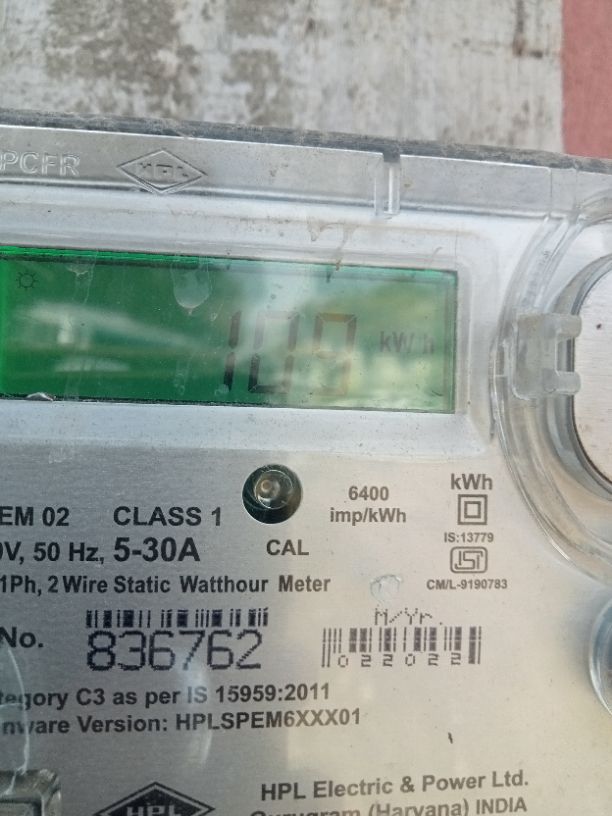 PCFR HPL
109 kWh
6400 imp/kWh
kWh
IS:13779
CM/L-9190783
EM 02 CLASS 1
0V, 50 Hz, 5-30A CAL
1Ph, 2 Wire Static Watthour Meter
No. 836762
M/Yr.
022022
tegory C3 as per IS 15959:2011
nware Version: HPLSPEM6XXX01
HPL
HPL Electric & Power Ltd.
Gurugram (Haryana) INDIA